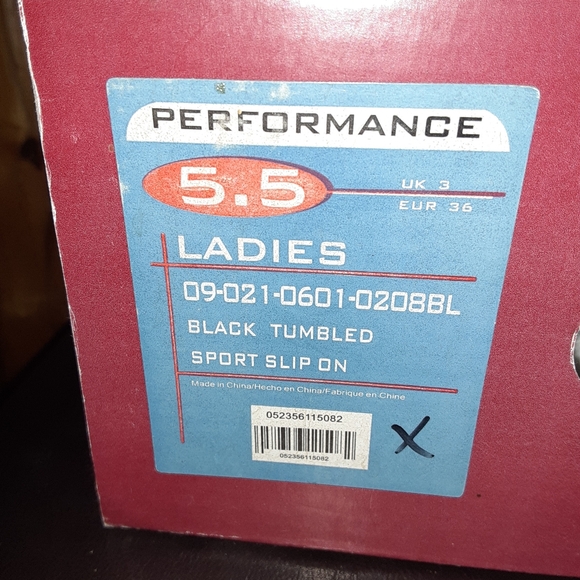 PERFORMANCE
5.5
UK 3
EUR 36
LADIES
09-021-0601-0208BL
BLACK TUMBLED
SPORT SLIP ON
Made in China/Hecho en China/Fabrique en Chine
052356115082
052356115082
X